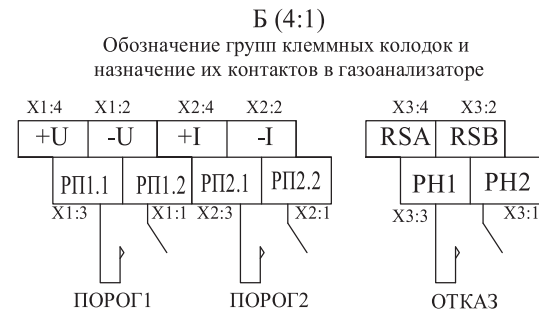 Б (4:1)
Обозначение групп клеммных колодок и
назначение их контактов в газоанализаторе
X1:4 X1:2 X2:4 X2:2 X3:4 X3:2
+U -U +I -I RSA RSB
РП1.1 РП1.2 РП2.1 РП2.2 РН1 РН2
X1:3 X1:1 X2:3 X2:1 X3:3 X3:1
ПОРОГ1 ПОРОГ2 ОТКАЗ